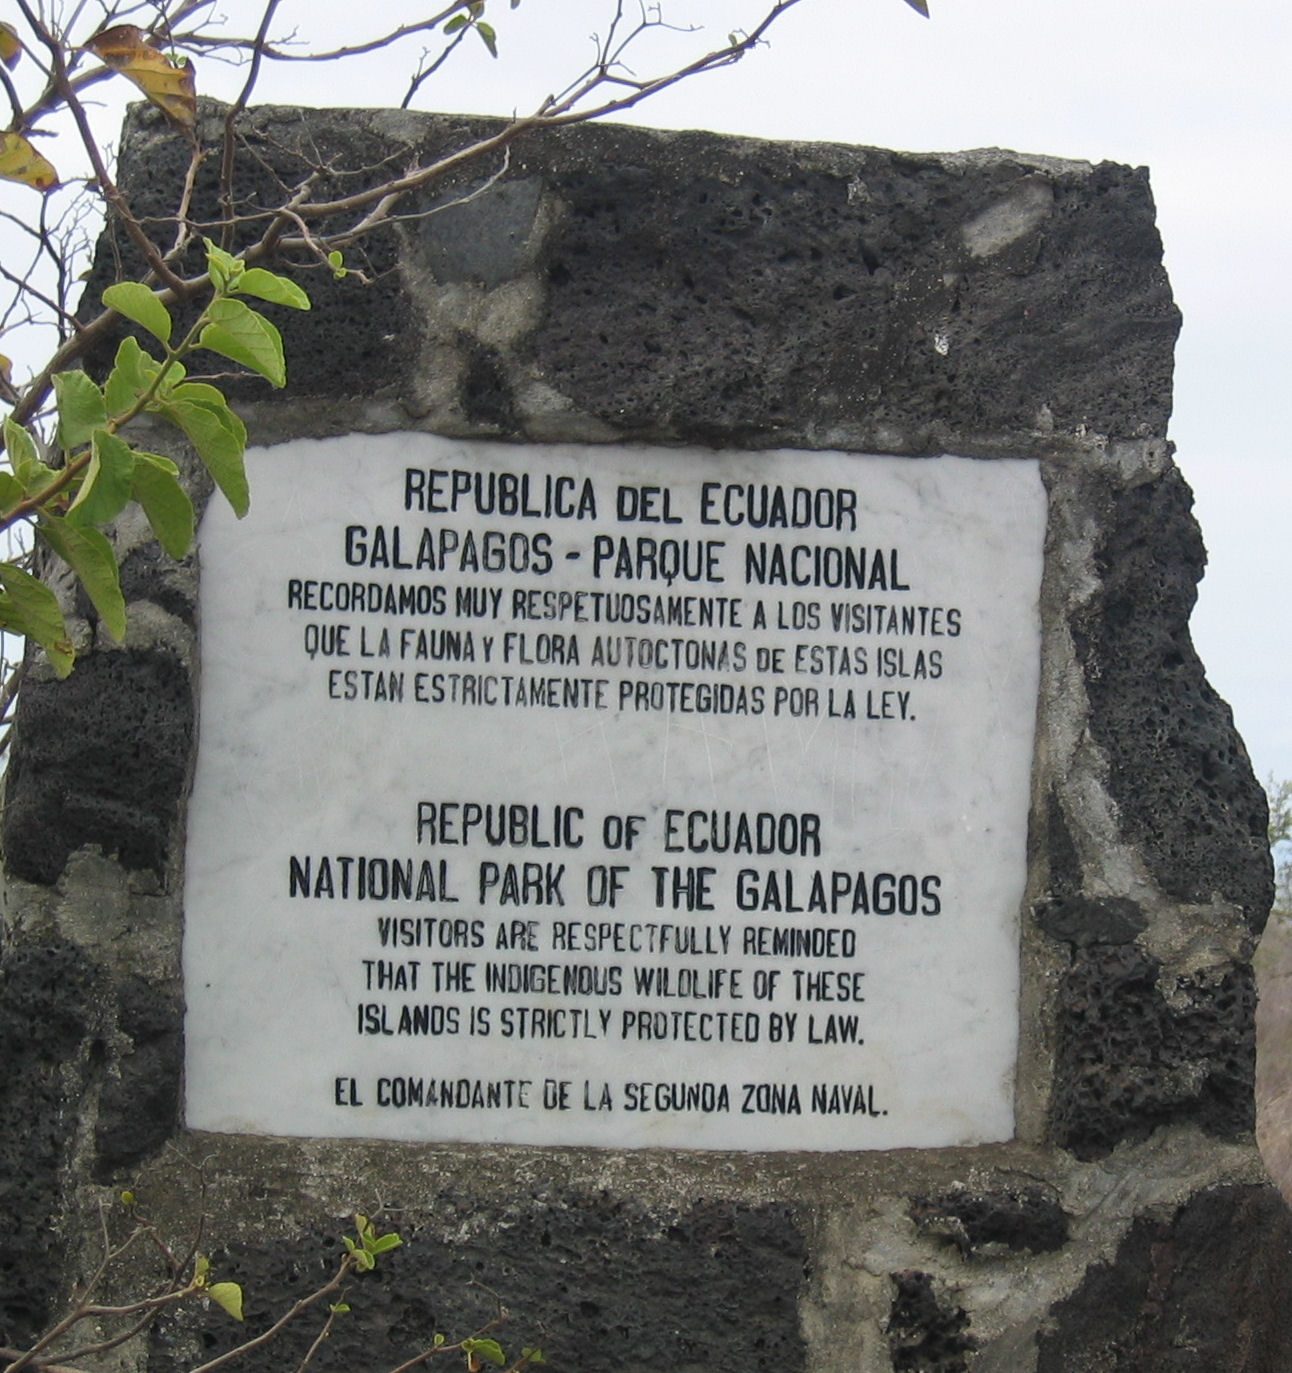 REPUBLICA DEL ECUADOR
GALAPAGOS - PARQUE NACIONAL
RECORDAMOS MUY RESPETUOSAMENTE A LOS VISITANTES
QUE LA FAUNA Y FLORA AUTOCTONAS DE ESTAS ISLAS
ESTAN ESTRICTAMENTE PROTEGIDAS POR LA LEY.
REPUBLIC OF ECUADOR
NATIONAL PARK OF THE GALAPAGOS
VISITORS ARE RESPECTFULLY REMINDED
THAT THE INDIGENOUS WILDLIFE OF THESE
ISLANDS IS STRICTLY PROTECTED BY LAW.
EL COMANDANTE DE LA SEGUNDA ZONA NAVAL.